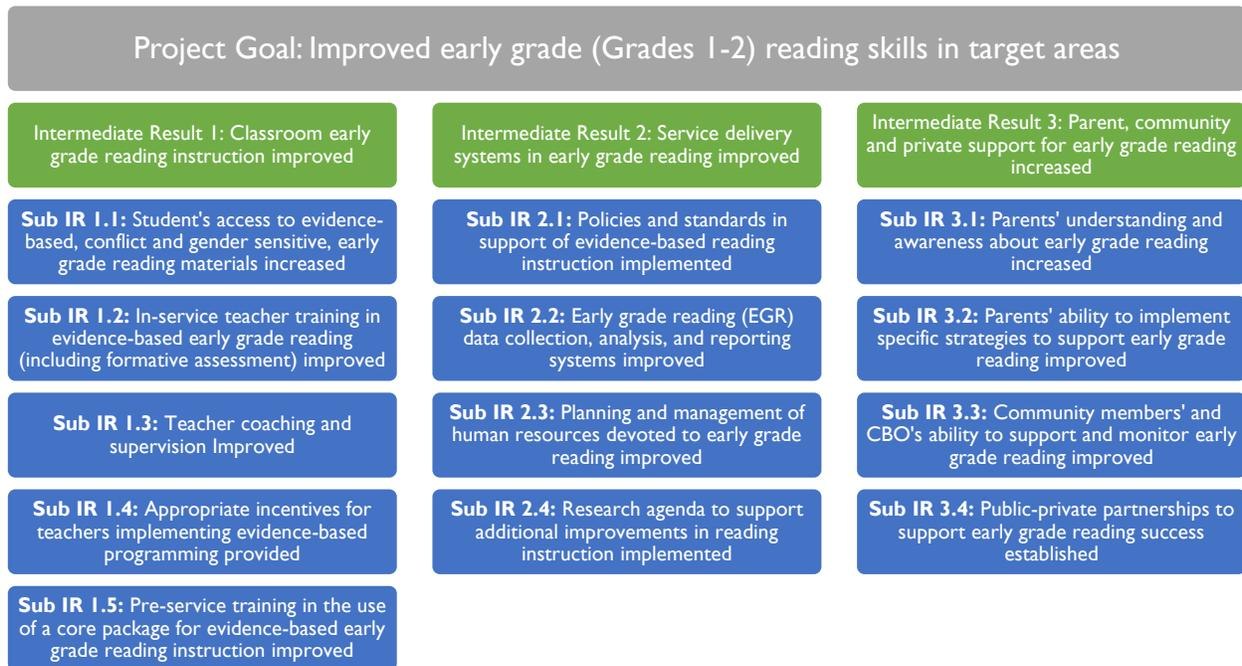 Project Goal: Improved early grade (Grades 1-2) reading skills in target areas
Intermediate Result 1: Classroom early
grade reading instruction improved
Sub IR 1.1: Student's access to evidence-
based, conflict and gender sensitive, early
grade reading materials increased
Sub IR 1.2: In-service teacher training in
evidence-based early grade reading
(including formative assessment) improved
Sub IR 1.3: Teacher coaching and
supervision Improved
Sub IR 1.4: Appropriate incentives for
teachers implementing evidence-based
programming provided
Sub IR 1.5: Pre-service training in the use
of a core package for evidence-based early
grade reading instruction improved
Intermediate Result 2: Service delivery
systems in early grade reading improved
Sub IR 2.1: Policies and standards in
support of evidence-based reading
instruction implemented
Sub IR 2.2: Early grade reading (EGR)
data collection, analysis, and reporting
systems improved
Sub IR 2.3: Planning and management of
human resources devoted to early grade
reading improved
Sub IR 2.4: Research agenda to support
additional improvements in reading
instruction implemented
Intermediate Result 3: Parent, community
and private support for early grade reading
increased
Sub IR 3.1: Parents' understanding and
awareness about early grade reading
increased
Sub IR 3.2: Parents' ability to implement
specific strategies to support early grade
reading improved
Sub IR 3.3: Community members' and
CBO's ability to support and monitor early
grade reading improved
Sub IR 3.4: Public-private partnerships to
support early grade reading success
established